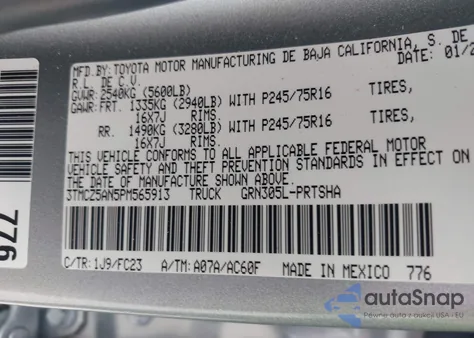 MFD.BY: TOYOTA MOTOR MANUFACTURING DE BAJA CALIFORNIA, S. DE
R.L. DE C.V. DATE: 01/2
GVWR: 2540KG (5600LB)
GAWR: FRT. 1335KG (2940LB) WITH P245/75R16
16X7J RIMS.
RR. 1490KG (3280LB) WITH P245/75R16
16X7J RIMS.
THIS VEHICLE CONFORMS TO ALL APPLICABLE FEDERAL MOTOR
VEHICLE SAFETY AND THEFT PREVENTION STANDARDS IN EFFECT ON
THE DATE OF MANUFACTURE SHOWN ABOVE.
3TMCZ5AN5PM565913 TRUCK GRN305L-PRTSHA
C/TR: 1J9/FC23 A/TM: A07A/AC60F MADE IN MEXICO 776
776
autoSnap